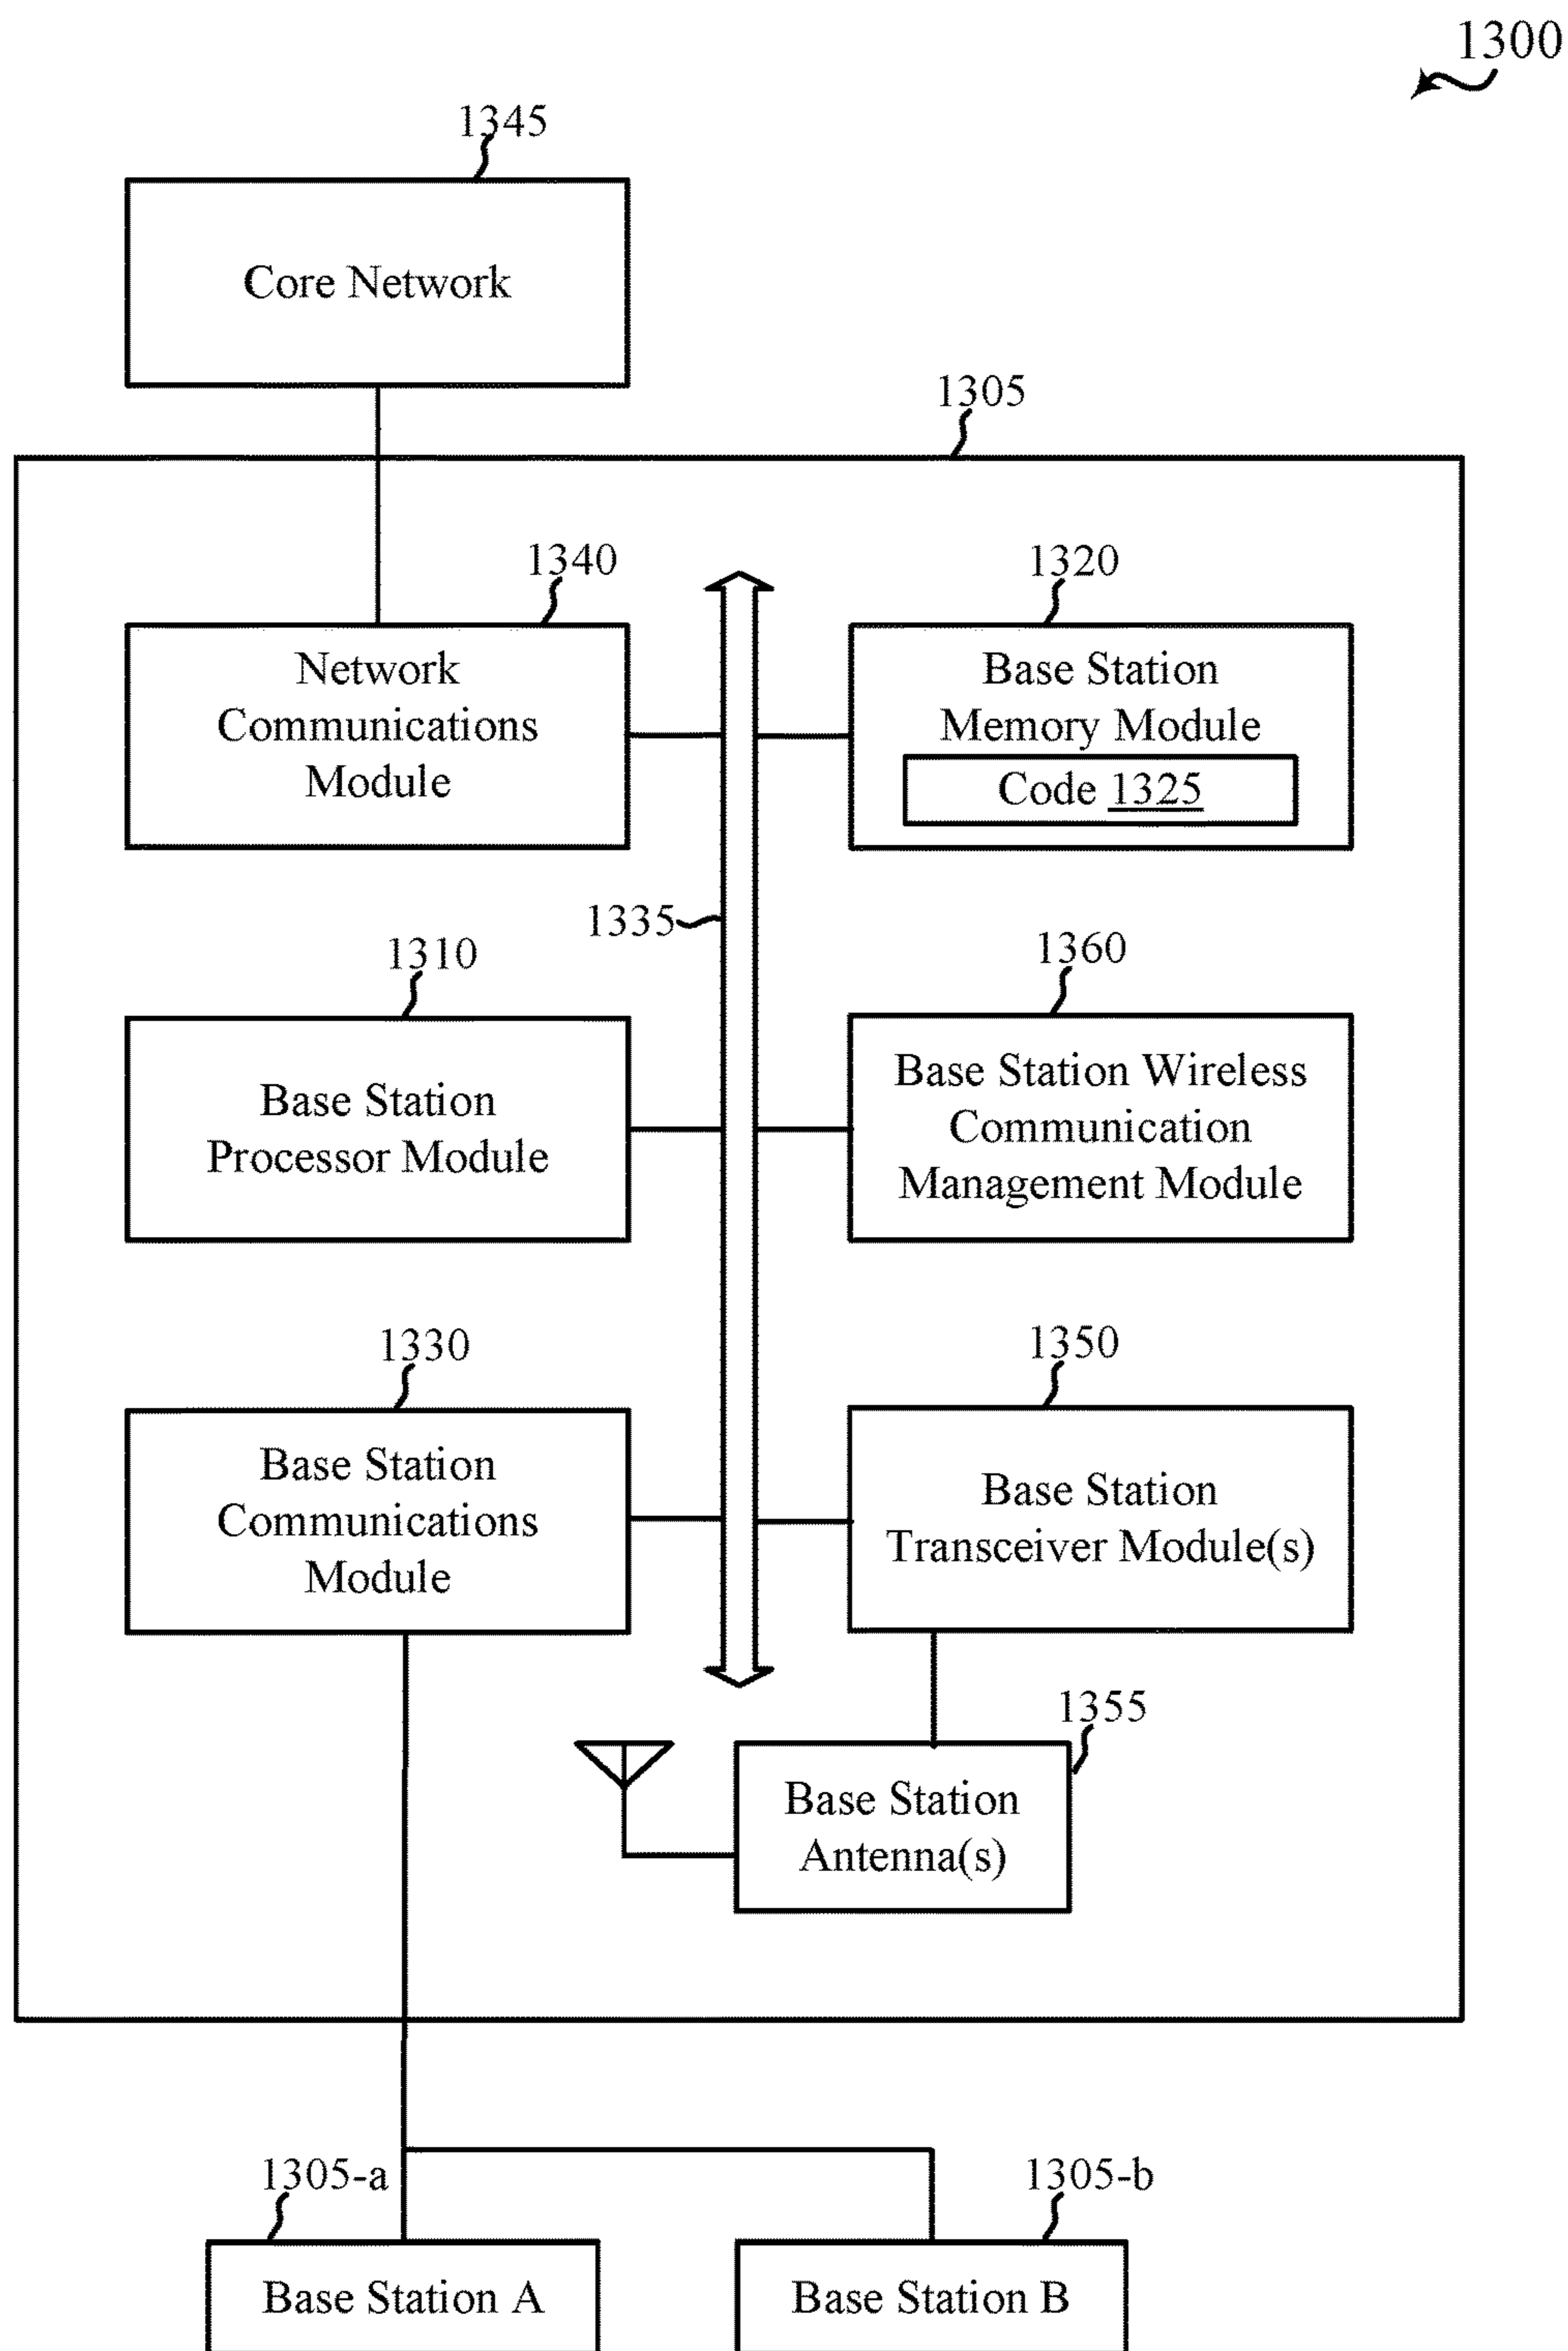 1300
1345
Core Network
1305
1340
Network
Communications
Module
1320
Base Station
Memory Module
Code 1325
1335
1310
Base Station
Processor Module
1360
Base Station Wireless
Communication
Management Module
1330
Base Station
Communications
Module
1350
Base Station
Transceiver Module(s)
1355
Base Station
Antenna(s)
1305-a
Base Station A
1305-b
Base Station B